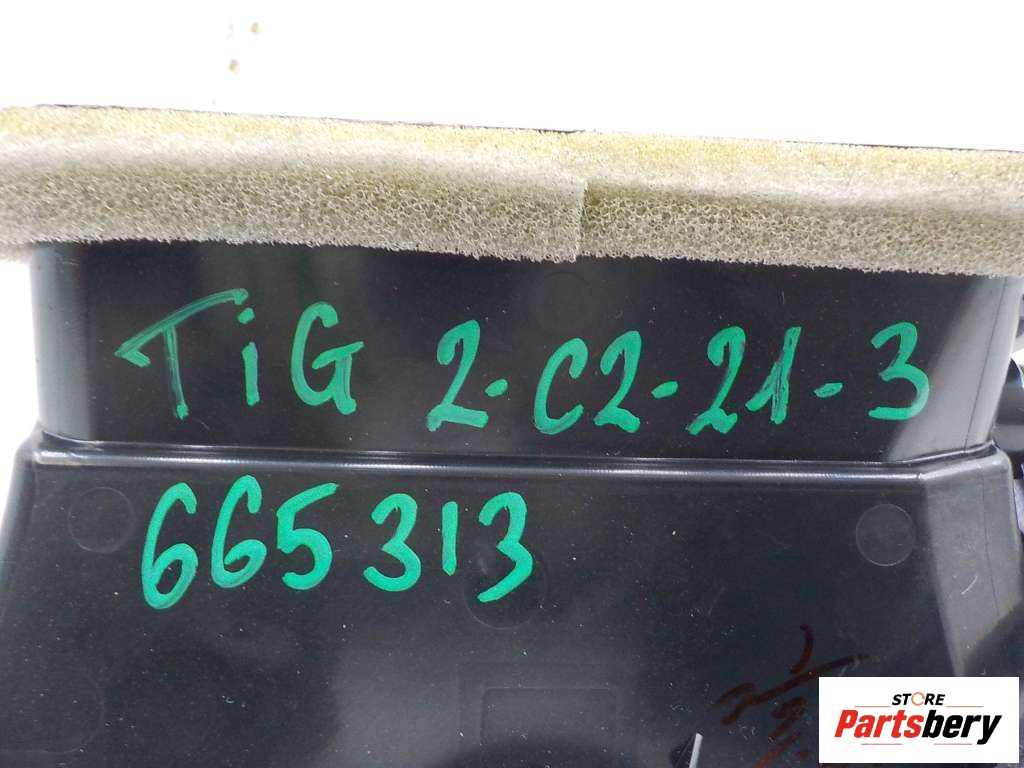 TiG 2-C2-21-3
665313
STORE
Partsbery